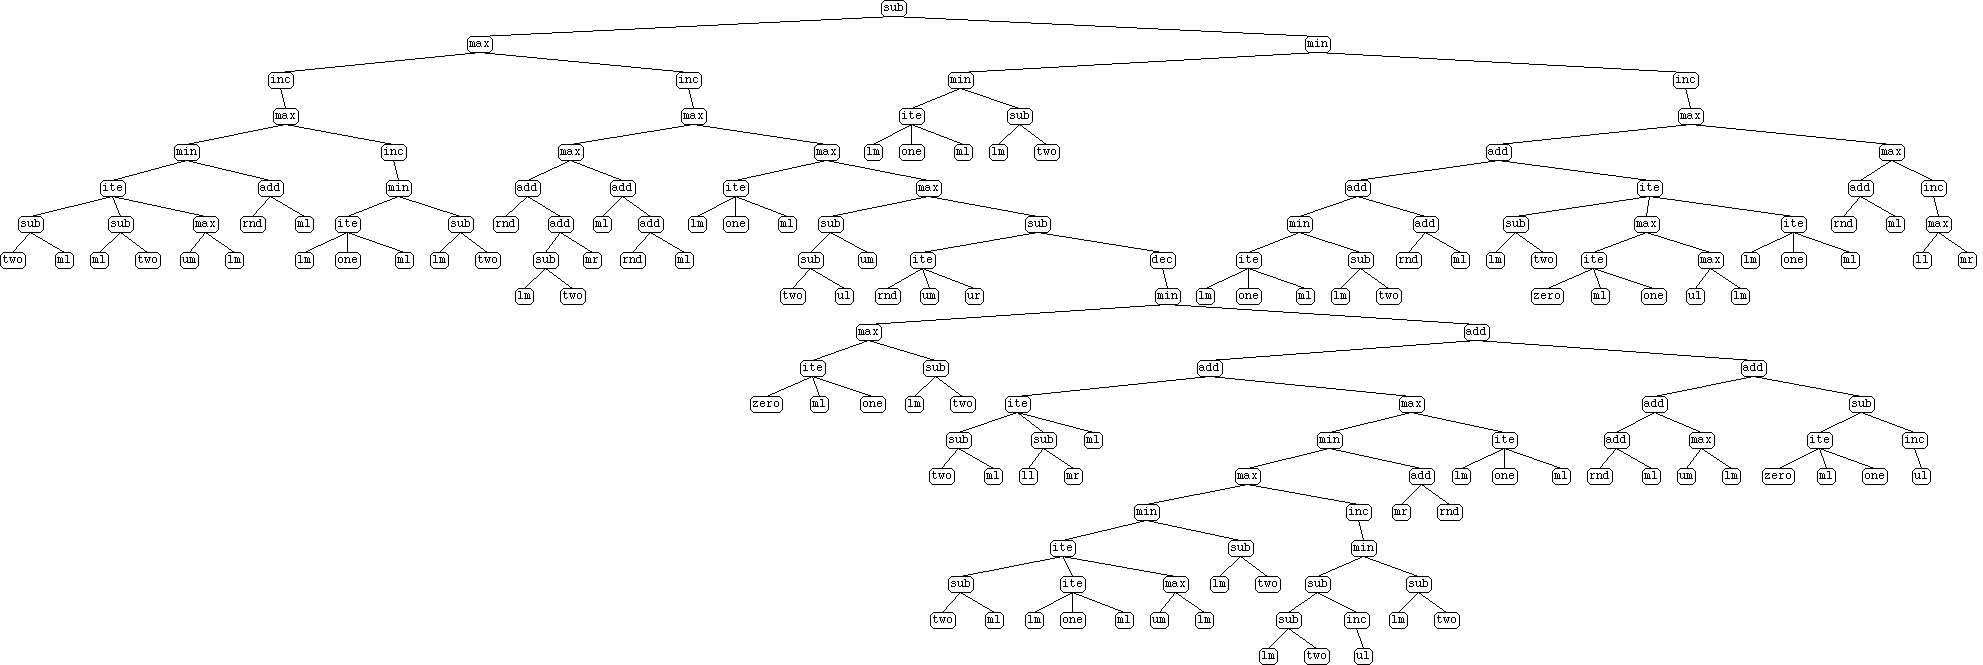 sub
max min
inc inc min inc
max max ite sub max
min inc max max lm one ml lm two add max
ite add min add add ite max add ite add inc
sub sub max rnd ml ite sub rnd add ml add lm one ml sub sub min add sub max ite rnd ml max
two ml ml two um lm lm one ml lm two sub mr rnd ml sub um ite dec ite sub rnd ml lm two ite max lm one ml ll mr
lm two two ul rnd um ur min lm one ml lm two zero ml one ul lm
max add
ite sub add add
zero ml one lm two ite max add sub
sub sub ml min ite add max ite inc
two ml ll mr max add lm one ml rnd ml um lm zero ml one ul
min inc mr rnd
ite sub min
sub ite max lm two sub sub
two ml lm one ml um lm sub inc lm two
lm two ul